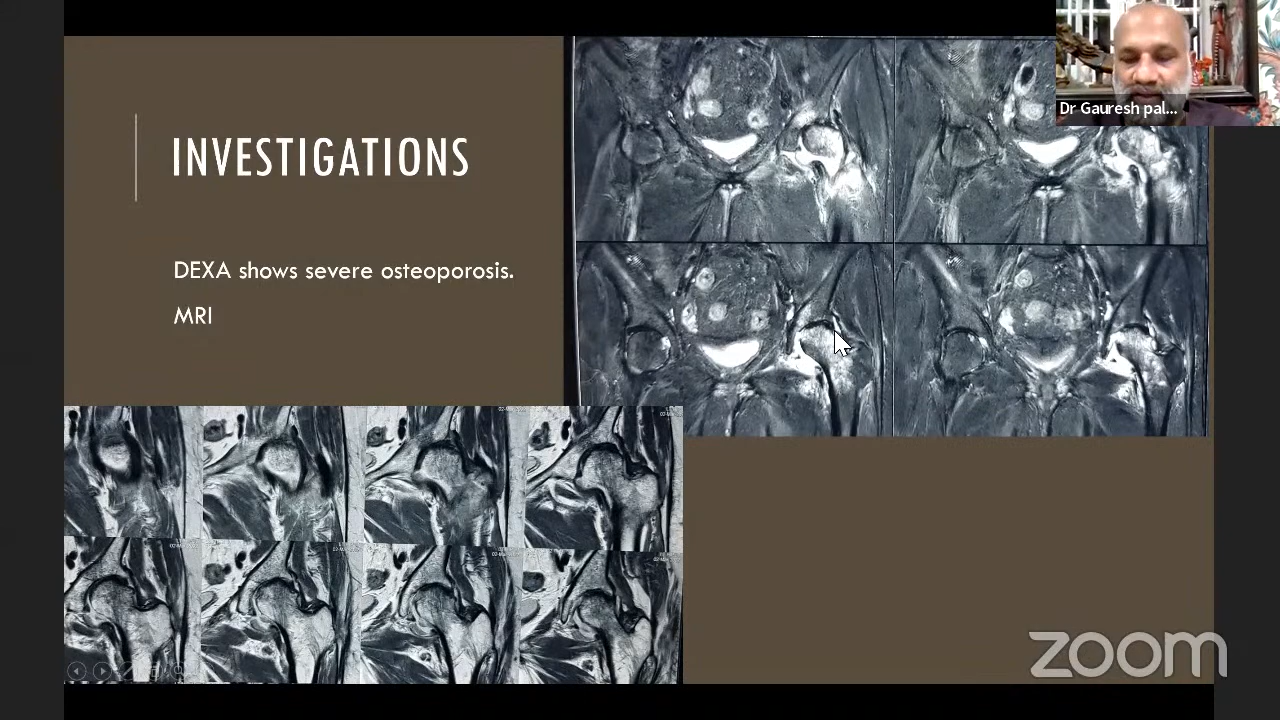 INVESTIGATIONS
DEXA shows severe osteoporosis.
MRI
Dr Gauresh pal...
zoom